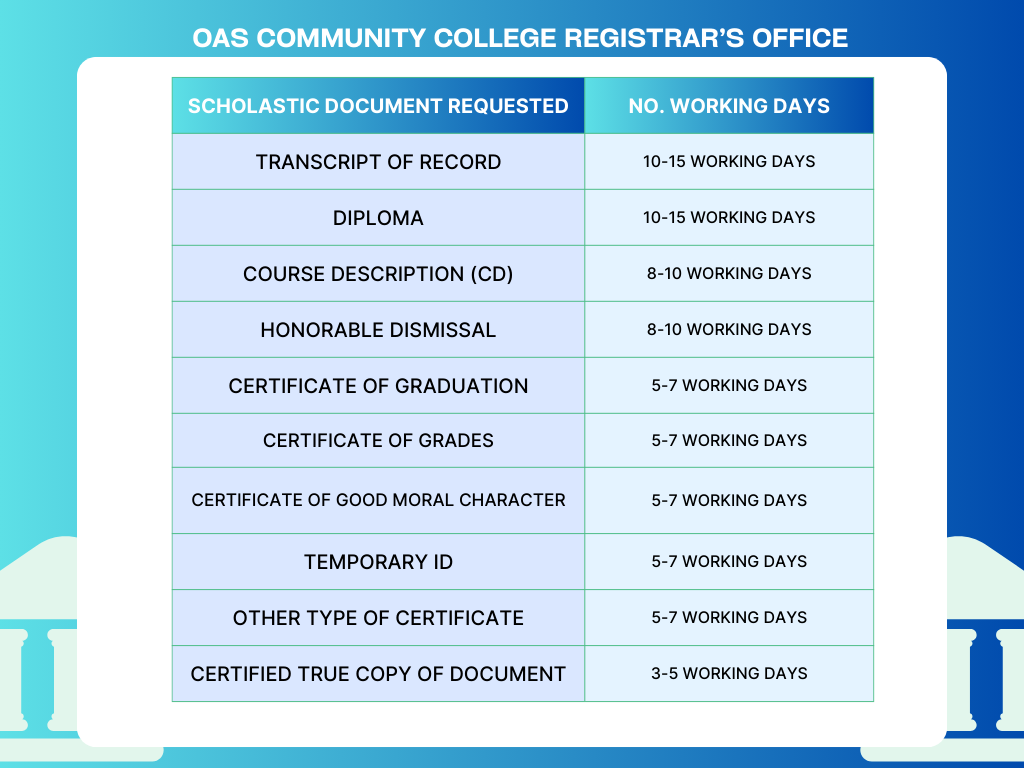 OAS COMMUNITY COLLEGE REGISTRAR’S OFFICE
SCHOLASTIC DOCUMENT REQUESTED NO. WORKING DAYS
TRANSCRIPT OF RECORD 10-15 WORKING DAYS
DIPLOMA 10-15 WORKING DAYS
COURSE DESCRIPTION (CD) 8-10 WORKING DAYS
HONORABLE DISMISSAL 8-10 WORKING DAYS
CERTIFICATE OF GRADUATION 5-7 WORKING DAYS
CERTIFICATE OF GRADES 5-7 WORKING DAYS
CERTIFICATE OF GOOD MORAL CHARACTER 5-7 WORKING DAYS
TEMPORARY ID 5-7 WORKING DAYS
OTHER TYPE OF CERTIFICATE 5-7 WORKING DAYS
CERTIFIED TRUE COPY OF DOCUMENT 3-5 WORKING DAYS